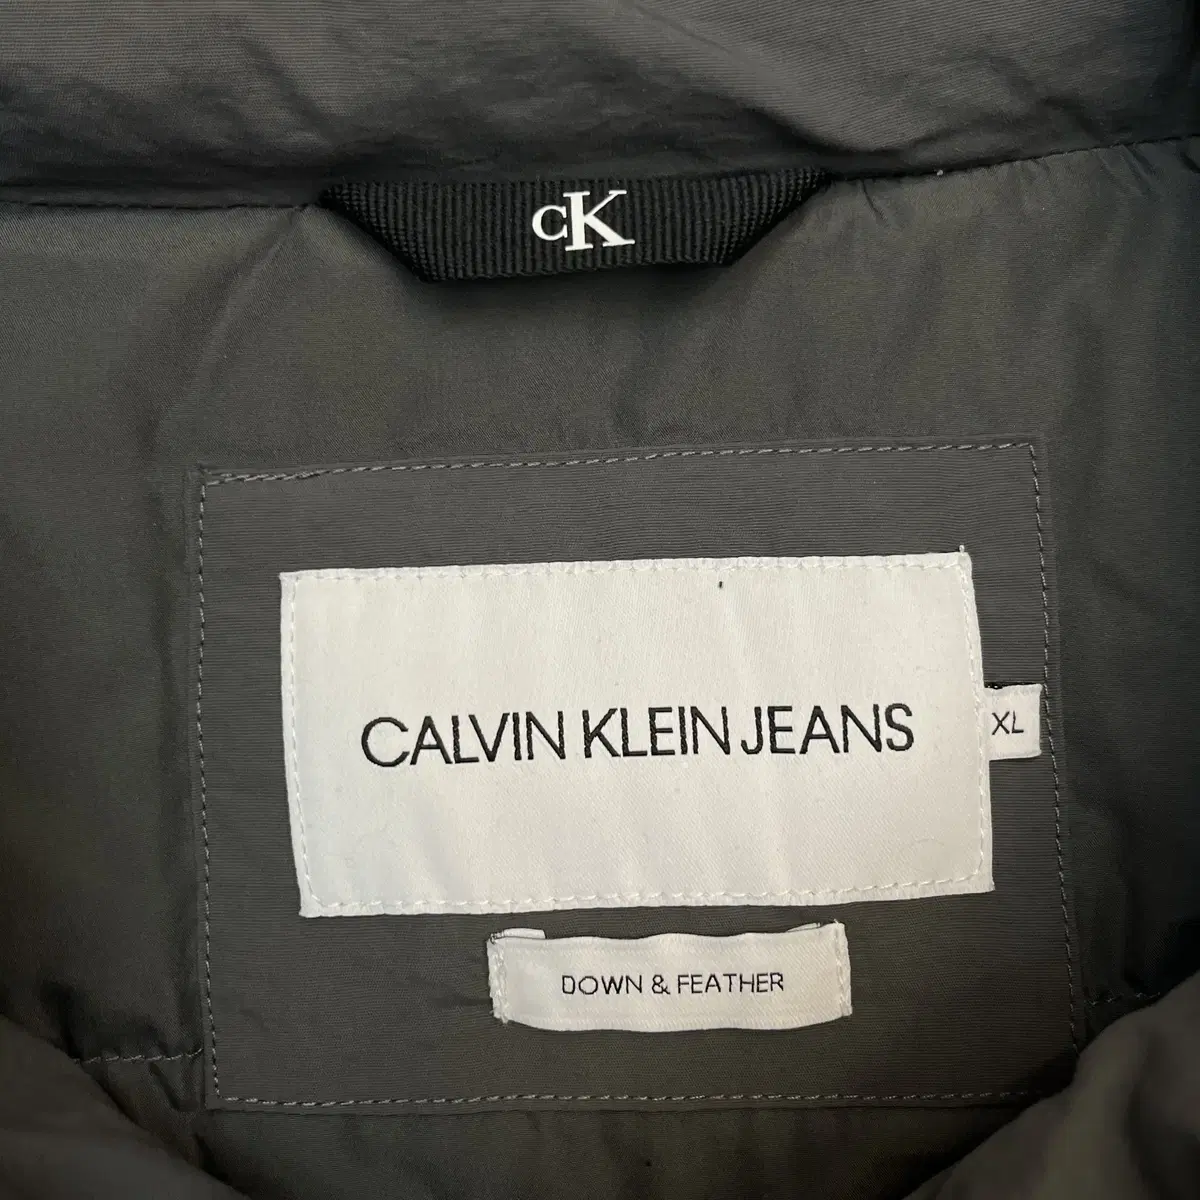 cK
CALVIN KLEIN JEANS
XL
DOWN & FEATHER